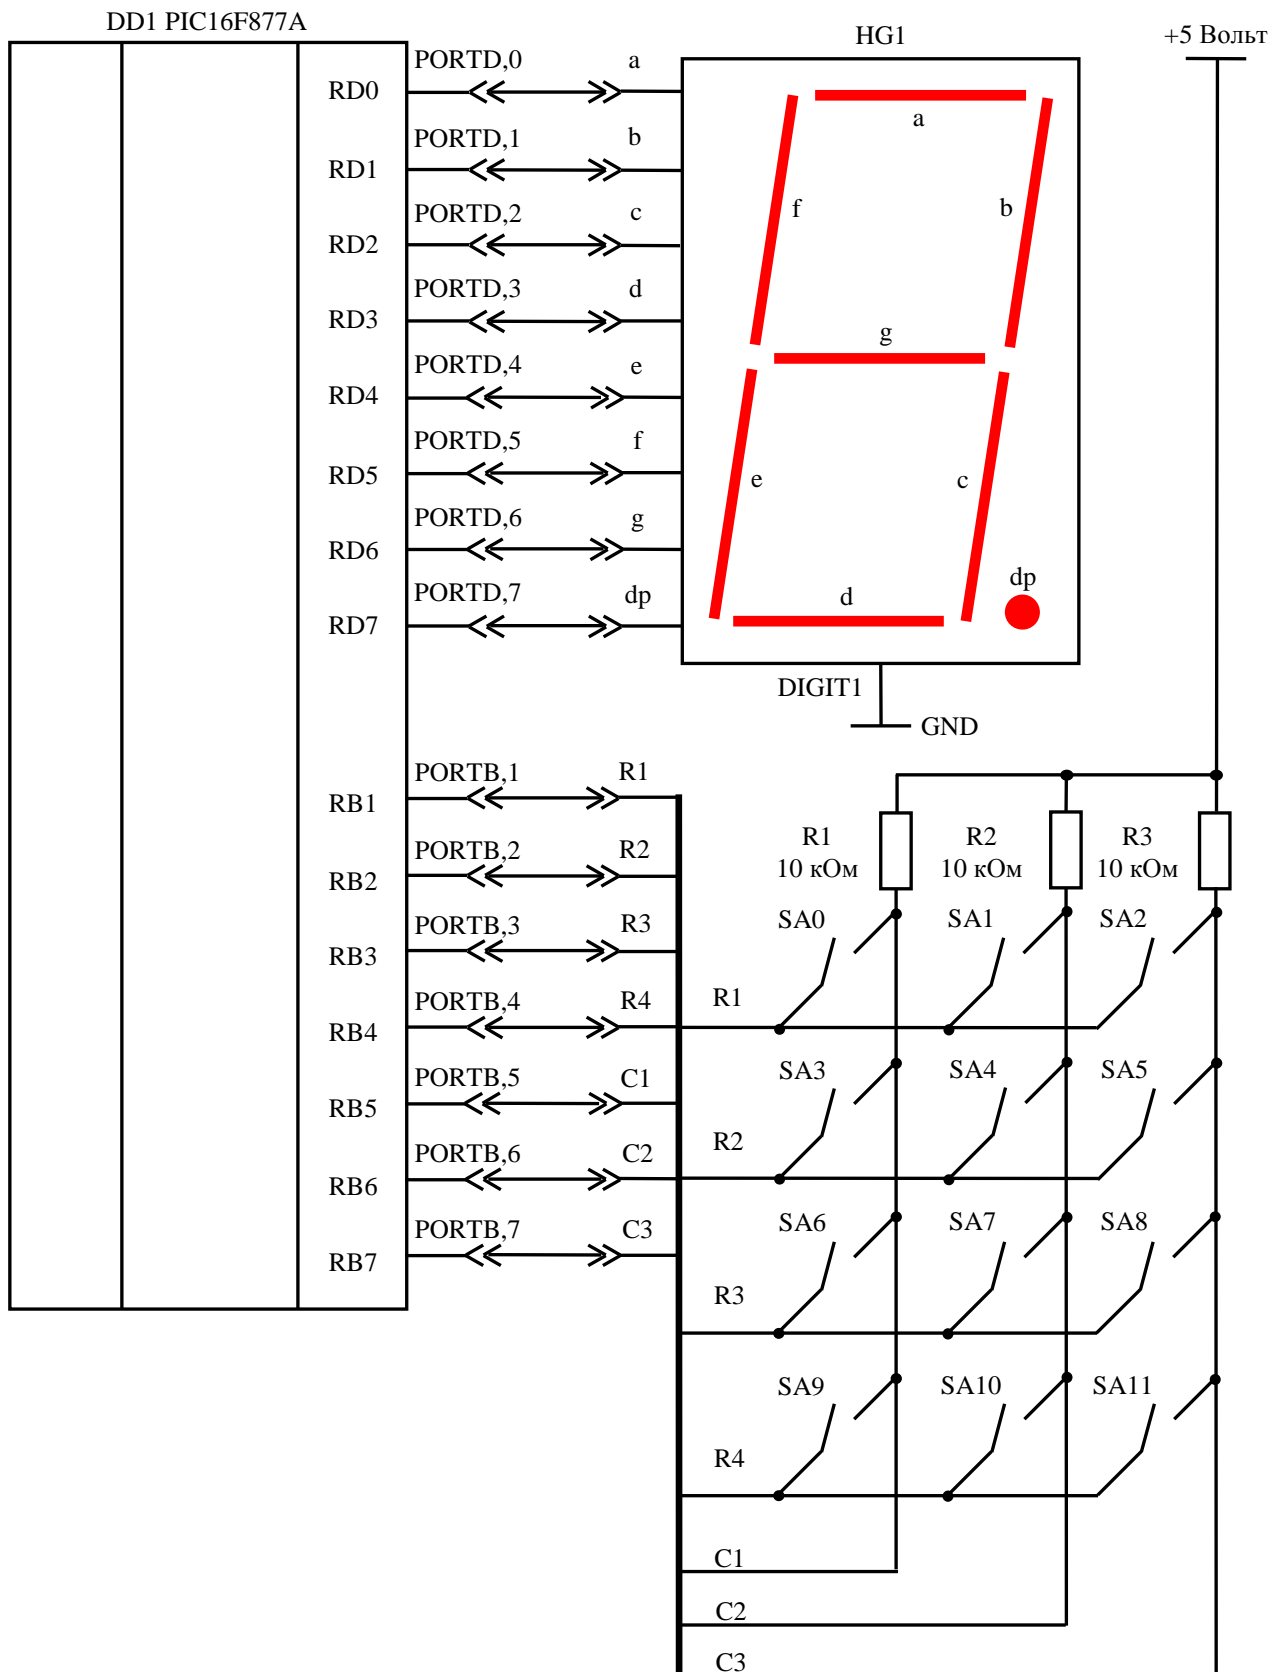 DD1 PIC16F877A
HG1
+5 Вольт
RD0
PORTD,0
a
RD1
PORTD,1
b
RD2
PORTD,2
c
RD3
PORTD,3
d
RD4
PORTD,4
e
RD5
PORTD,5
f
RD6
PORTD,6
g
RD7
PORTD,7
dp
a
f
b
g
e
c
d
dp
DIGIT1
GND
RB1
PORTB,1
R1
RB2
PORTB,2
R2
RB3
PORTB,3
R3
RB4
PORTB,4
R4
RB5
PORTB,5
C1
RB6
PORTB,6
C2
RB7
PORTB,7
C3
R1
10 кОм
R2
10 кОм
R3
10 кОм
SA0
SA1
SA2
R1
SA3
SA4
SA5
R2
SA6
SA7
SA8
R3
SA9
SA10
SA11
R4
C1
C2
C3